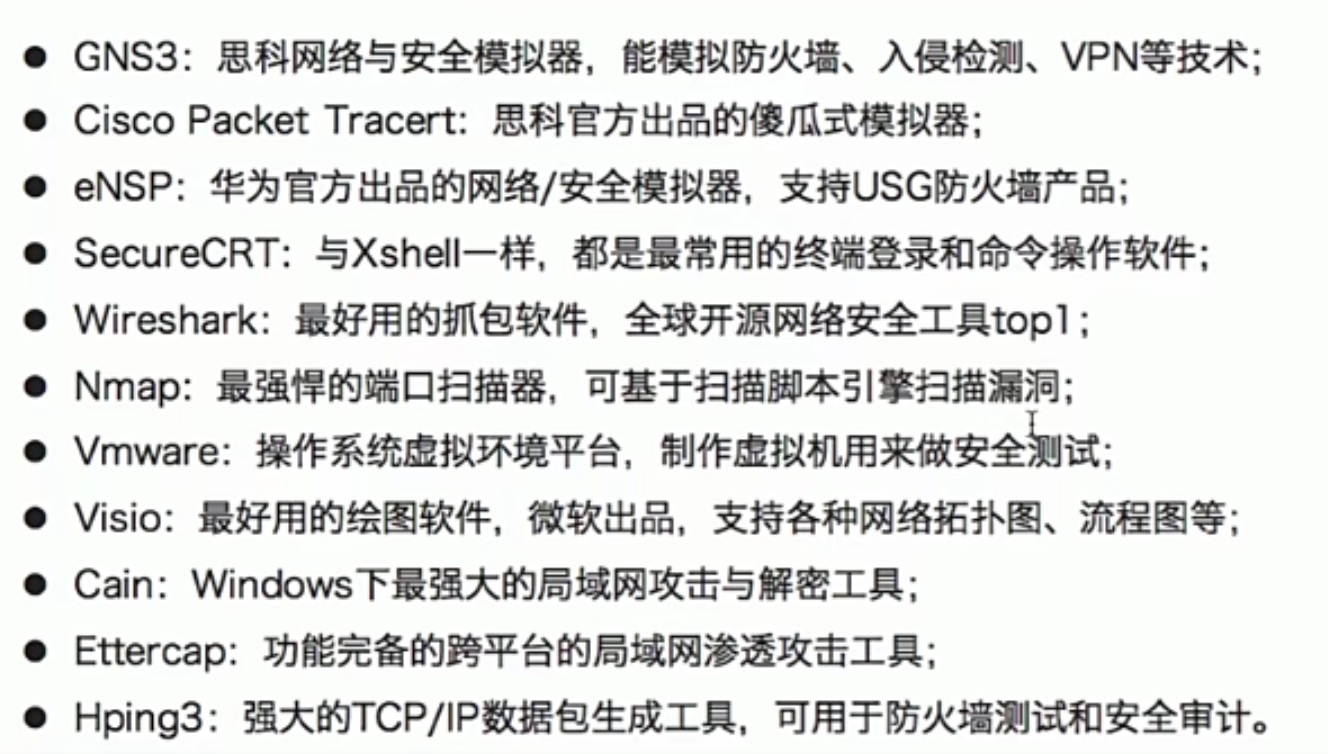 ● GNS3：思科网络与安全模拟器，能模拟防火墙、入侵检测、VPN等技术；
● Cisco Packet Tracert：思科官方出品的傻瓜式模拟器；
● eNSP：华为官方出品的网络/安全模拟器，支持USG防火墙产品；
● SecureCRT：与Xshell一样，都是最常用的终端登录和命令操作软件；
● Wireshark：最好用的抓包软件，全球开源网络安全工具top1；
● Nmap：最强悍的端口扫描器，可基于扫描脚本引擎扫描漏洞；
● Vmware：操作系统虚拟环境平台，制作虚拟机用来做安全测试；
● Visio：最好用的绘图软件，微软出品，支持各种网络拓扑图、流程图等；
● Cain：Windows下最强大的局域网攻击与解密工具；
● Ettercap：功能完备的跨平台的局域网渗透攻击工具；
● Hping3：强大的TCP/IP数据包生成工具，可用于防火墙测试和安全审计。